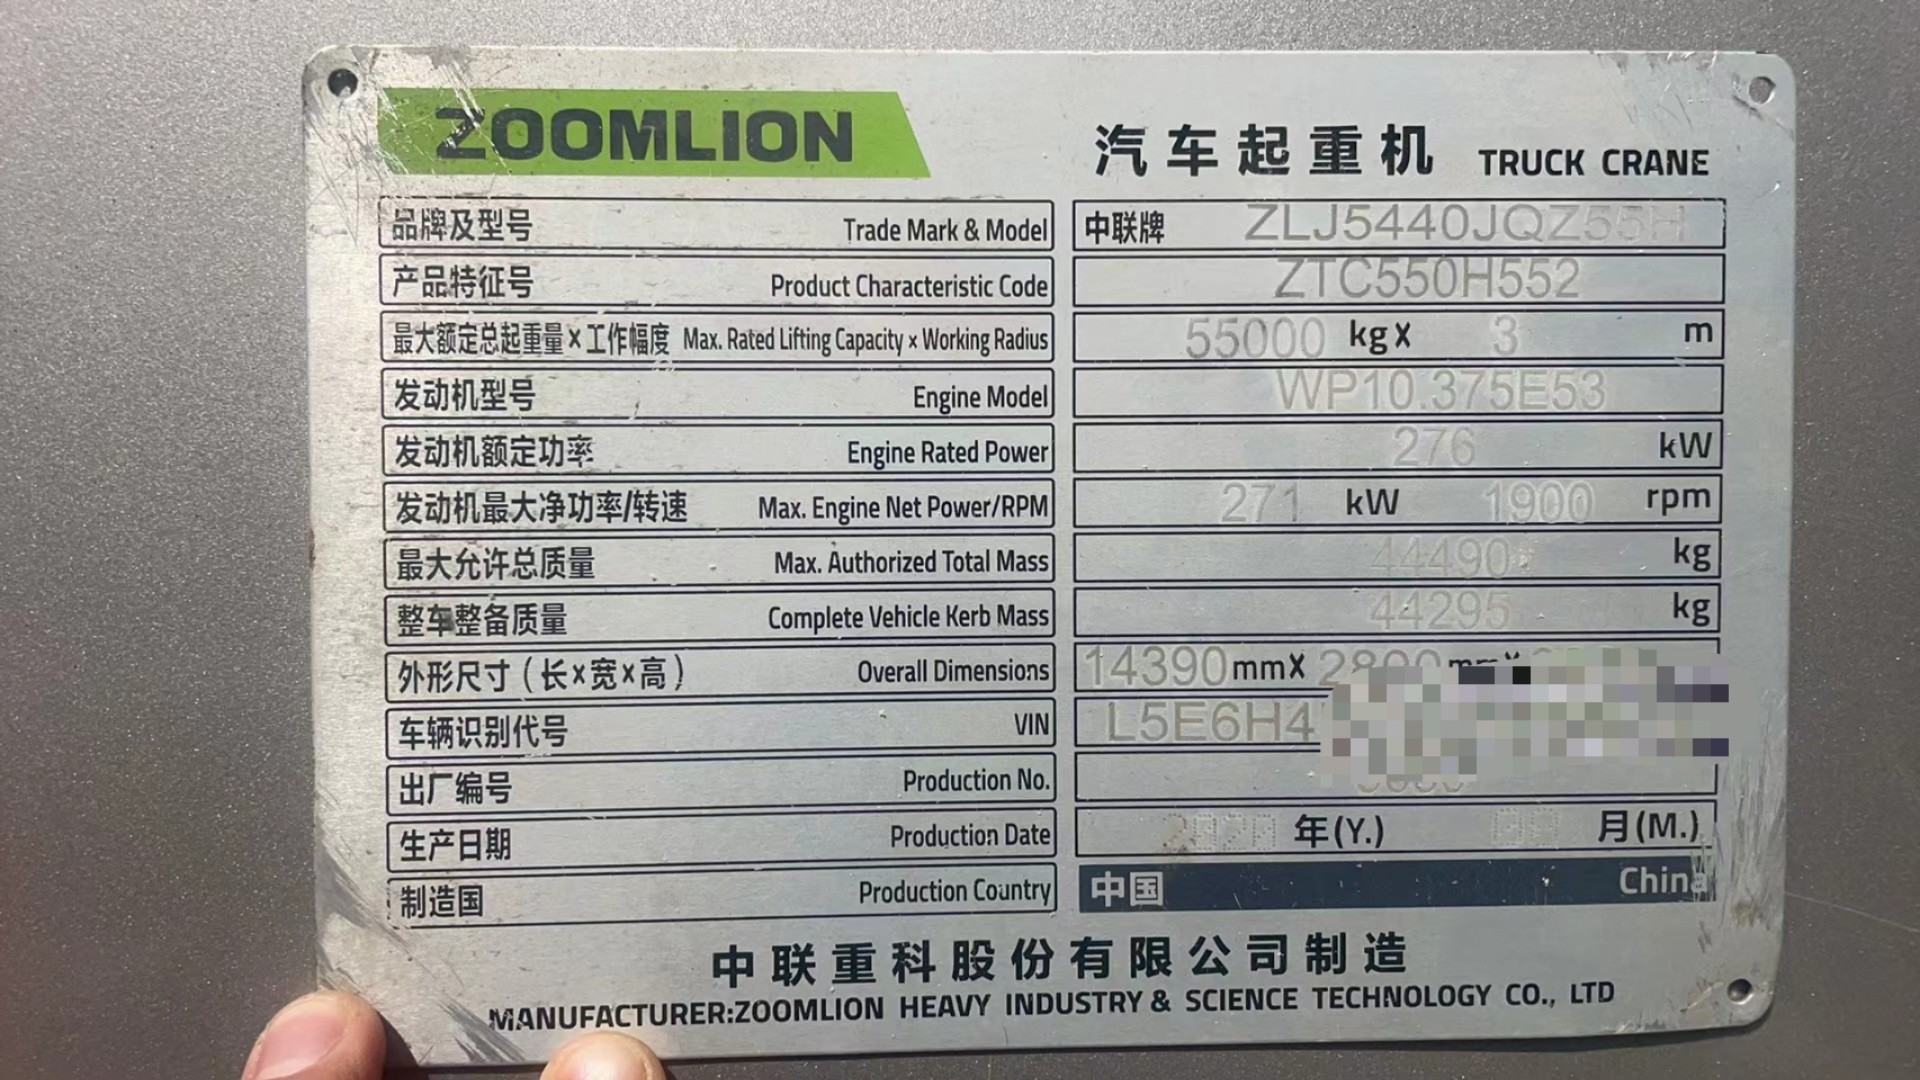 ZOOMLION
汽车起重机 TRUCK CRANE
品牌及型号 Trade Mark & Model 中联牌 ZLJ5440JQZ55H
产品特征号 Product Characteristic Code ZTC550H552
最大额定总起重量×工作幅度 Max. Rated Lifting Capacity × Working Radius 55000 kg X 3 m
发动机型号 Engine Model WP10.375E53
发动机额定功率 Engine Rated Power 276 kW
发动机最大净功率/转速 Max. Engine Net Power/RPM 271 kW 1900 rpm
最大允许总质量 Max. Authorized Total Mass 44490 kg
整车整备质量 Complete Vehicle Kerb Mass 44295 kg
外形尺寸(长×宽×高) Overall Dimensions 14390mmX 2800mmX
车辆识别代号 VIN L5E6H4
出厂编号 Production No.
生产日期 Production Date 2020 年(Y.) 月(M.)
制造国 Production Country 中国 China
中联重科股份有限公司制造
MANUFACTURER:ZOOMLION HEAVY INDUSTRY & SCIENCE TECHNOLOGY CO., LTD